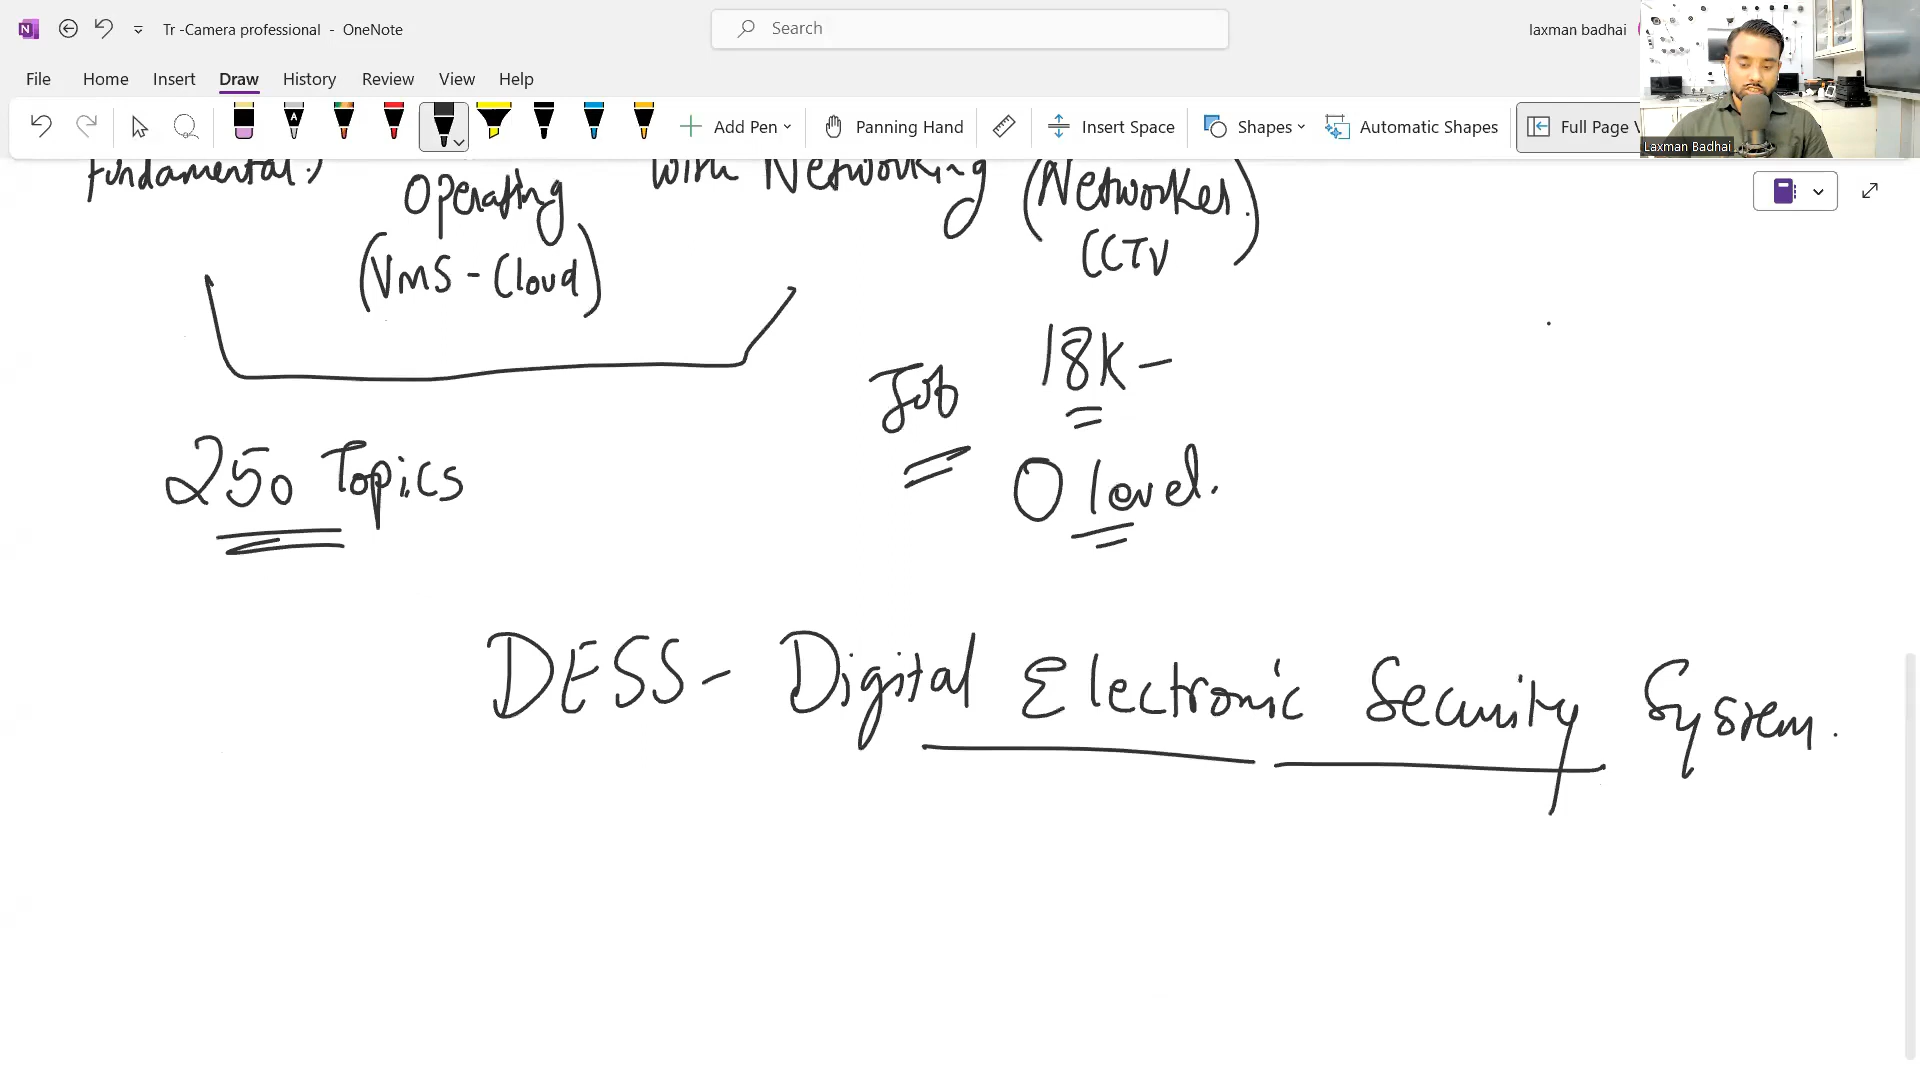 Tr -Camera professional - OneNote
Search
laxman badhai
File Home Insert Draw History Review View Help
Add Pen Panning Hand Insert Space Shapes Automatic Shapes Full Page V
Laxman Badhai
Fundamental.
Operating
(VMS - Cloud)
with Networking
(Networker.)
CCTV
Job
18K -
0 level.
250 Topics
DESS - Digital Electronic Security System.